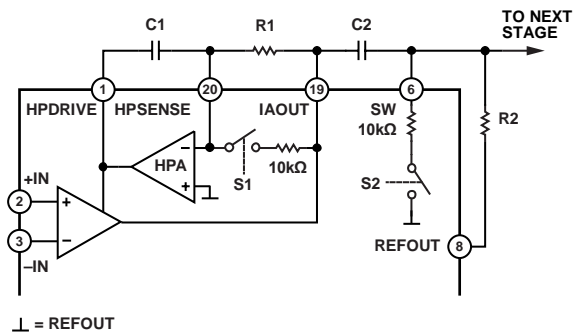 TO NEXT
STAGE
C1
R1
C2
1
20
19
6
HPDRIVE
HPSENSE
IAOUT
SW
10kΩ
R2
HPA
–
+
10kΩ
S1
S2
+IN
2
+
3
–
–IN
REFOUT
8
⊥ = REFOUT